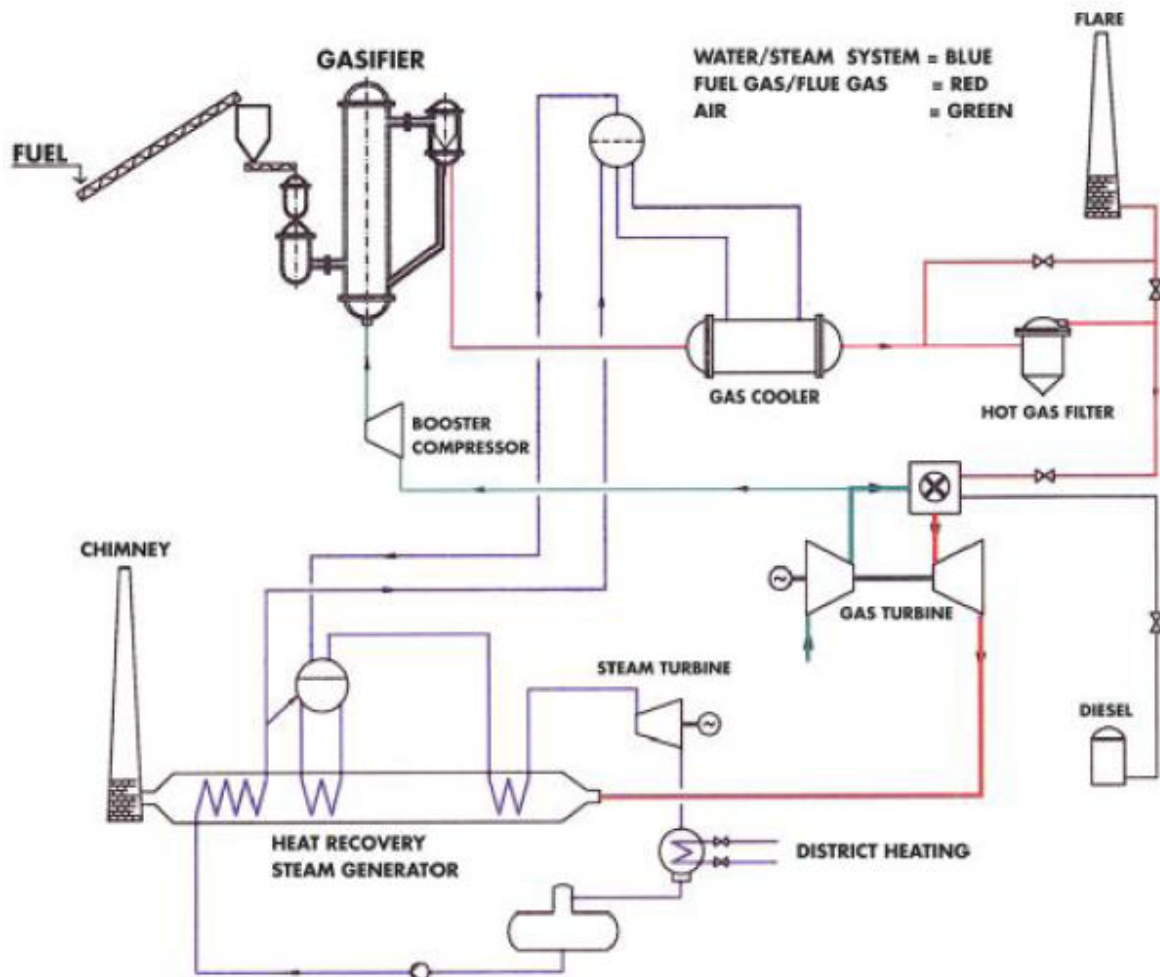 FLARE
GASIFIER
WATER/STEAM SYSTEM = BLUE
FUEL GAS/FLUE GAS = RED
AIR = GREEN
FUEL
GAS COOLER
HOT GAS FILTER
BOOSTER
COMPRESSOR
CHIMNEY
GAS TURBINE
STEAM TURBINE
DIESEL
HEAT RECOVERY
STEAM GENERATOR
DISTRICT HEATING